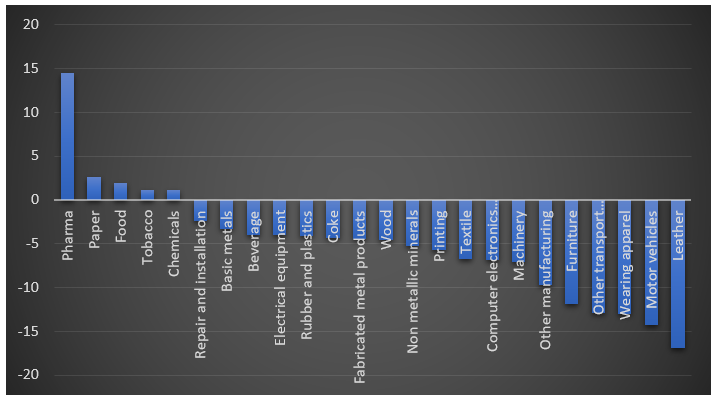 20
15
10
5
0
-5
-10
-15
-20
Pharma
Paper
Food
Tobacco
Chemicals
Repair and installation
Basic metals
Beverage
Electrical equipment
Rubber and plastics
Coke
Fabricated metal products
Wood
Non metallic minerals
Printing
Textile
Computer electronics...
Machinery
Other manufacturing
Furniture
Other transport...
Wearing apparel
Motor vehicles
Leather